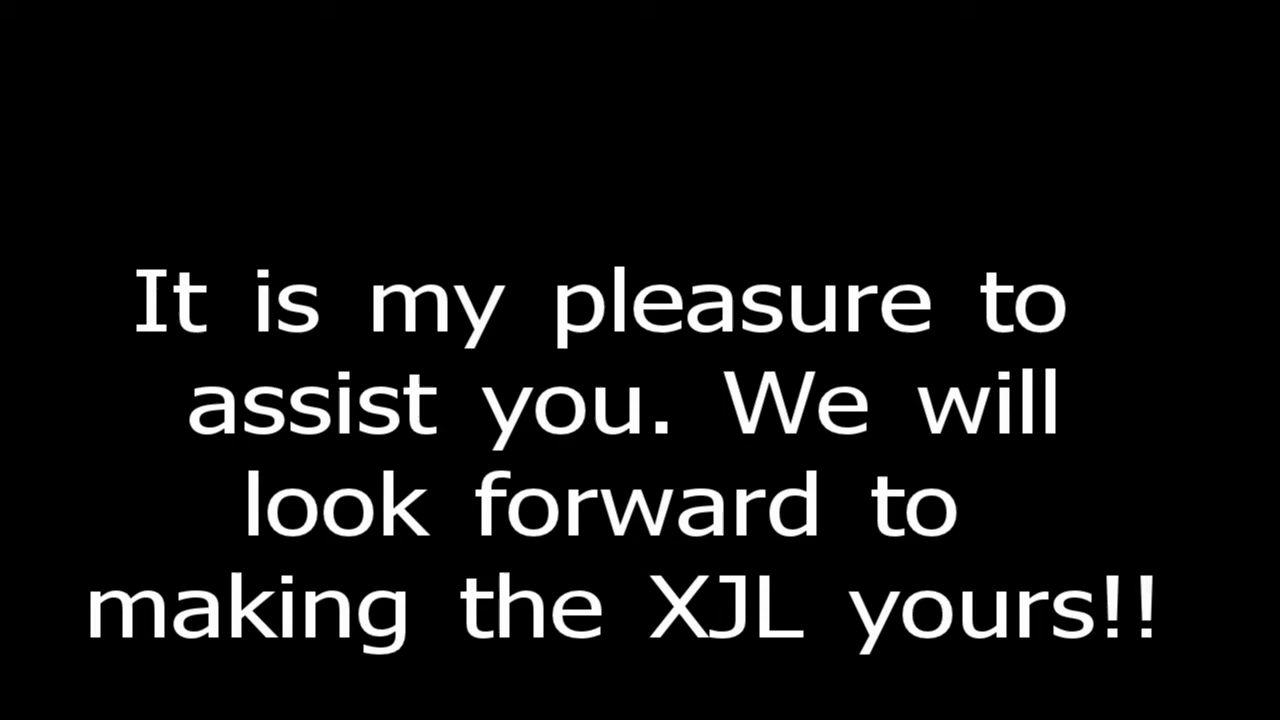 It is my pleasure to
assist you. We will
look forward to
making the XJL yours!!